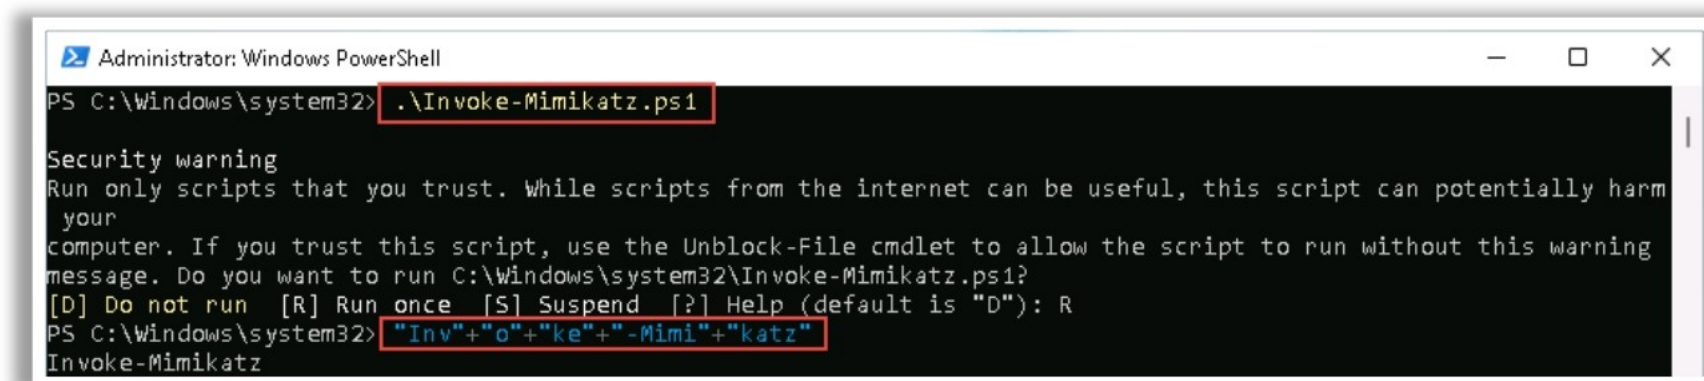 Administrator: Windows PowerShell
PS C:\Windows\system32> .\Invoke-Mimikatz.ps1
Security warning
Run only scripts that you trust. While scripts from the internet can be useful, this script can potentially harm
your
computer. If you trust this script, use the Unblock-File cmdlet to allow the script to run without this warning
message. Do you want to run C:\Windows\system32\Invoke-Mimikatz.ps1?
[D] Do not run  [R] Run once  [S] Suspend  [?] Help (default is "D"): R
PS C:\Windows\system32> "Inv"+"o"+"ke"+"-Mimi"+"katz"
Invoke-Mimikatz